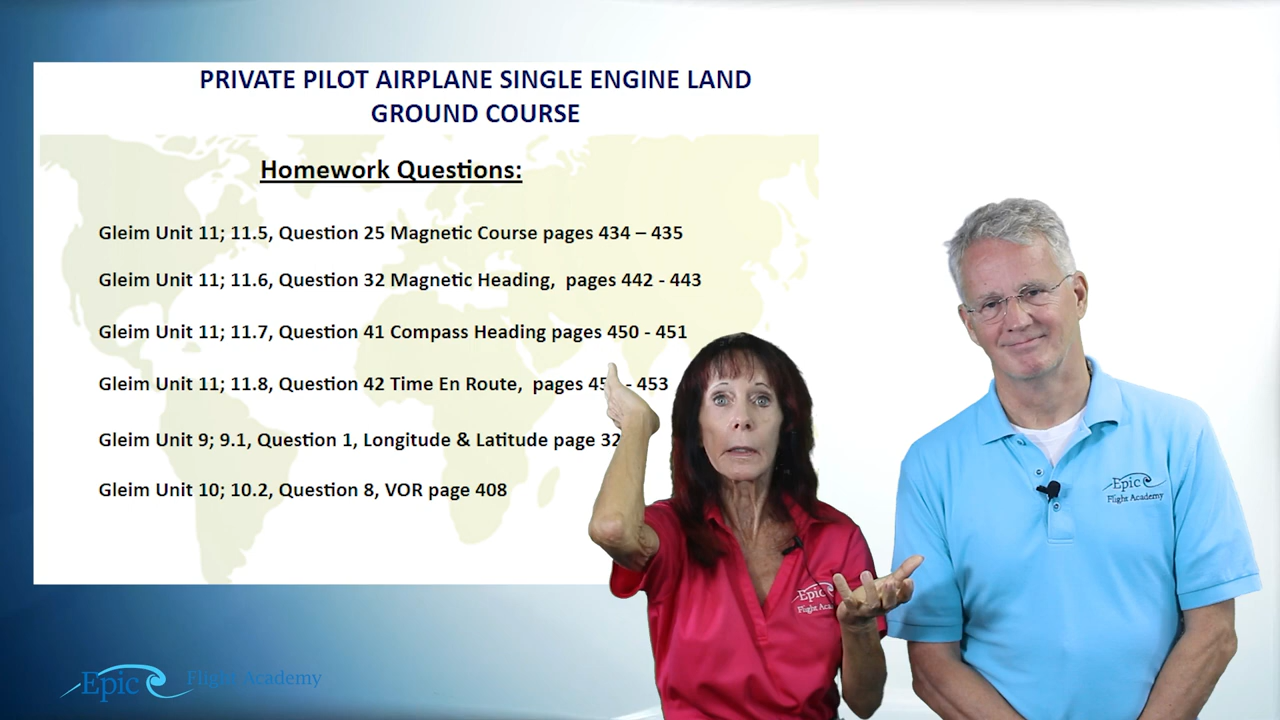 PRIVATE PILOT AIRPLANE SINGLE ENGINE LAND
GROUND COURSE
Homework Questions:
Gleim Unit 11; 11.5, Question 25 Magnetic Course pages 434 – 435
Gleim Unit 11; 11.6, Question 32 Magnetic Heading, pages 442 - 443
Gleim Unit 11; 11.7, Question 41 Compass Heading pages 450 - 451
Gleim Unit 11; 11.8, Question 42 Time En Route, pages - 453
Gleim Unit 9; 9.1, Question 1, Longitude & Latitude page
Gleim Unit 10; 10.2, Question 8, VOR page 408
Epic
Flight Academy
Epic
Flight
Epic Flight Academy